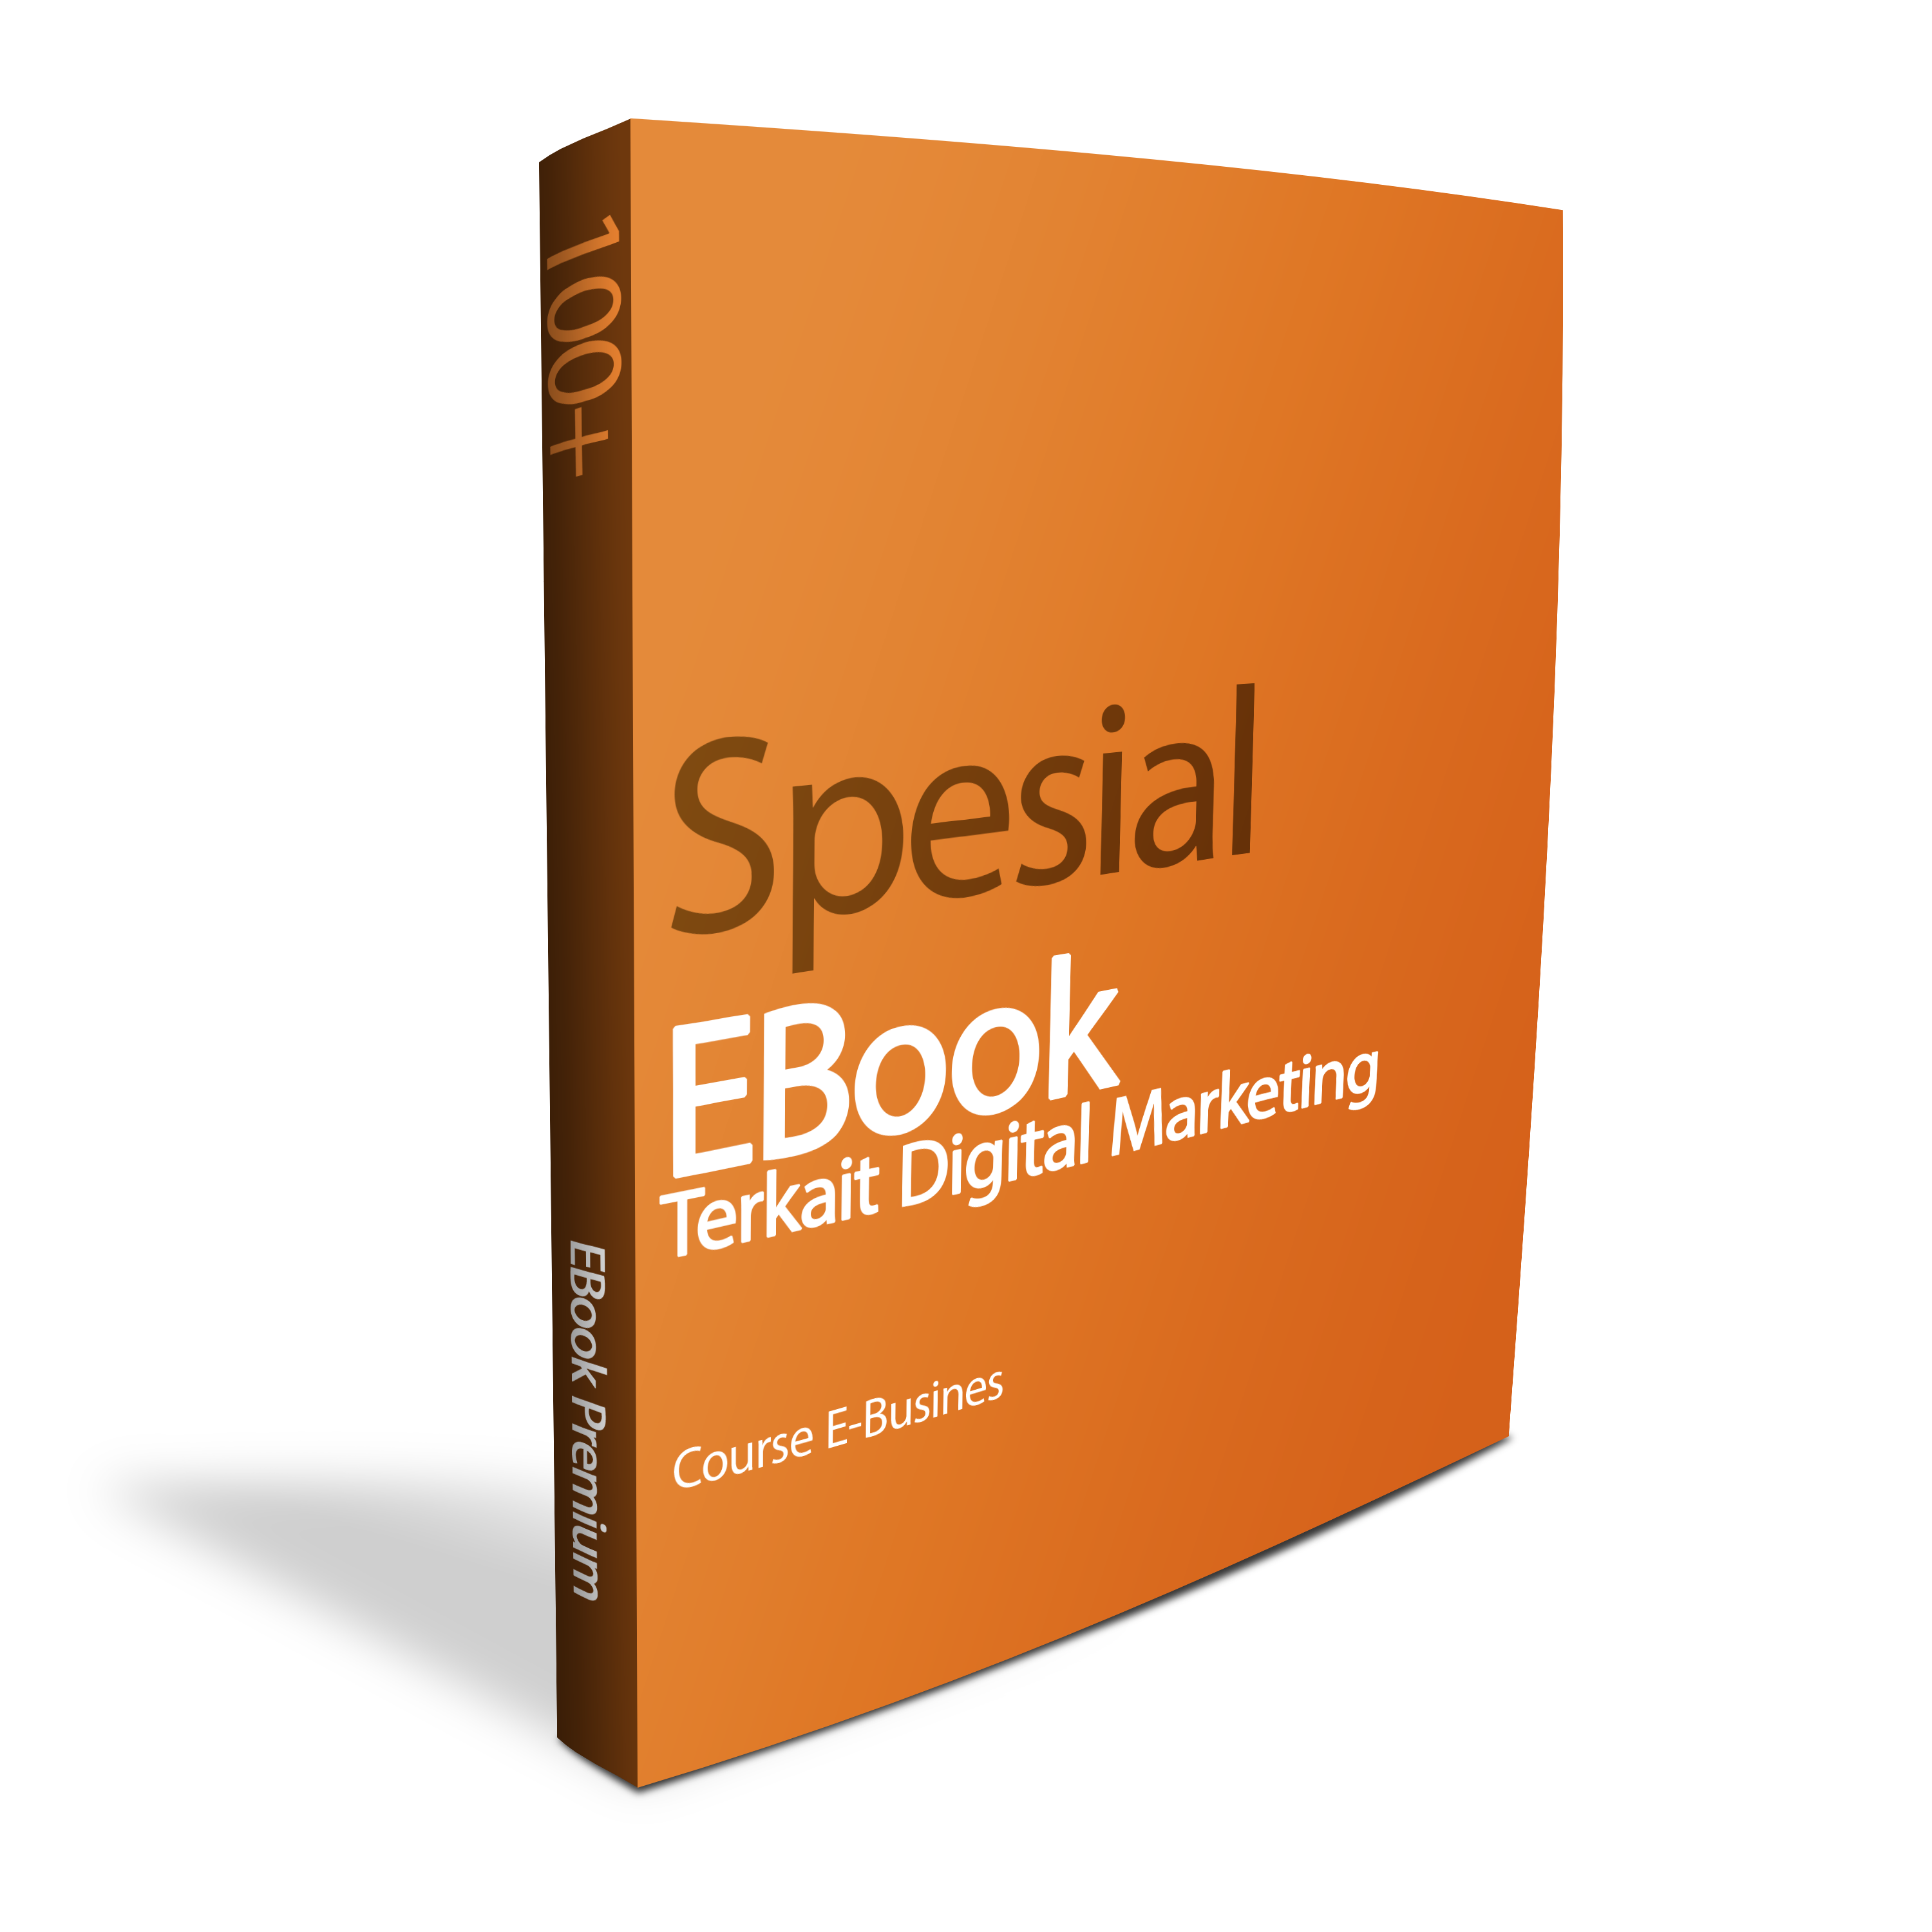 100+
EBook Premium
Spesial
EBook
Terkait Digital Marketing
Course E-Busines